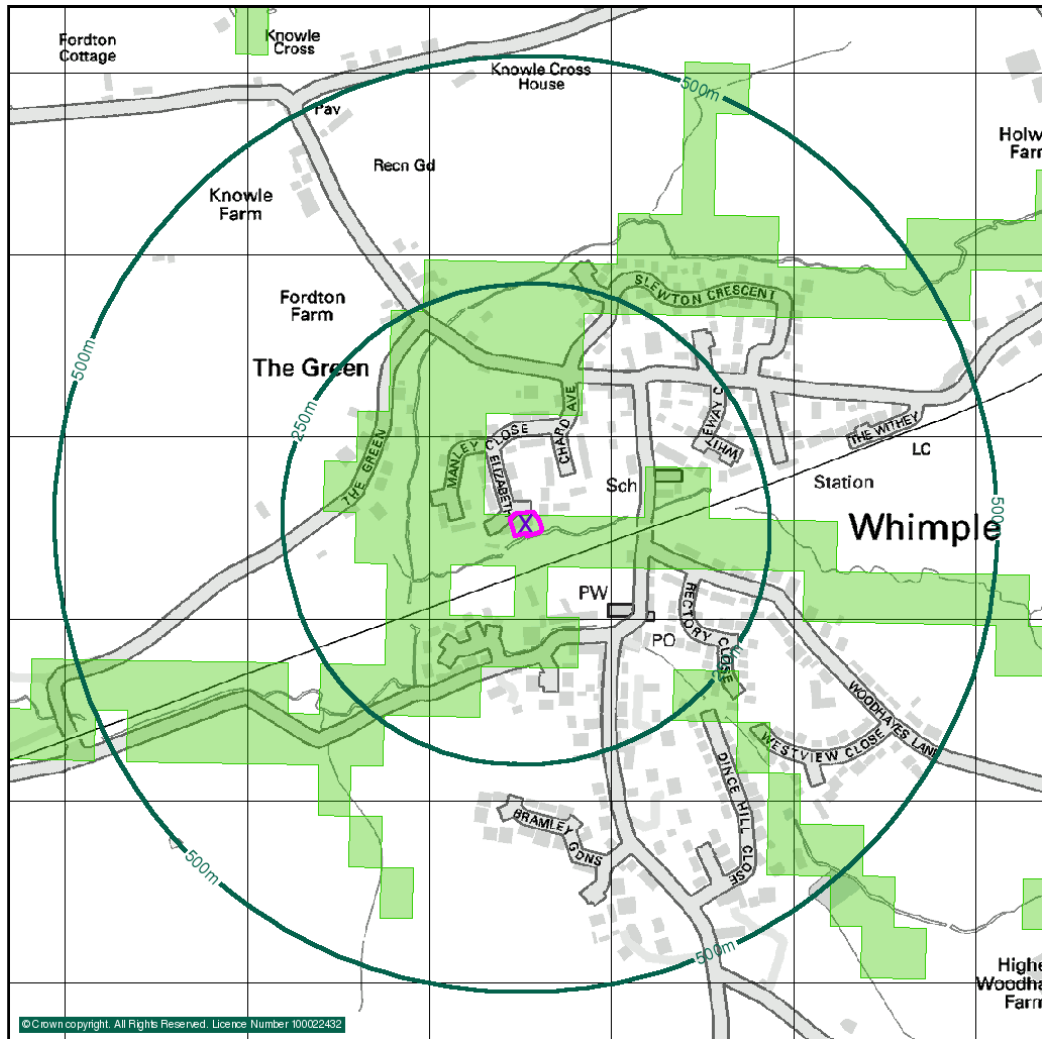 Fordton
Cottage
Knowle
Cross
Knowle Cross
House
500m
Pav
Holw
Farm
Recn Gd
Knowle
Farm
SLEWTON CRESCENT
Fordton
Farm
The Green
500m
250m
CHARD AVE
WHITEWAY C
THE WITHEY
LC
MANLEY CLOSE
ELIZABETH
THE GREEN
Sch
Station
500m
X
Whimple
PW
PO
RECTORY CLOSE
WOODHAYES LANE
WESTVIEW CLOSE
DINCE HILL CLOSE
BRAMLEY
GDNS
500m
500m
Highe
Woodha
Farm
© Crown copyright. All Rights Reserved. Licence Number 100022432